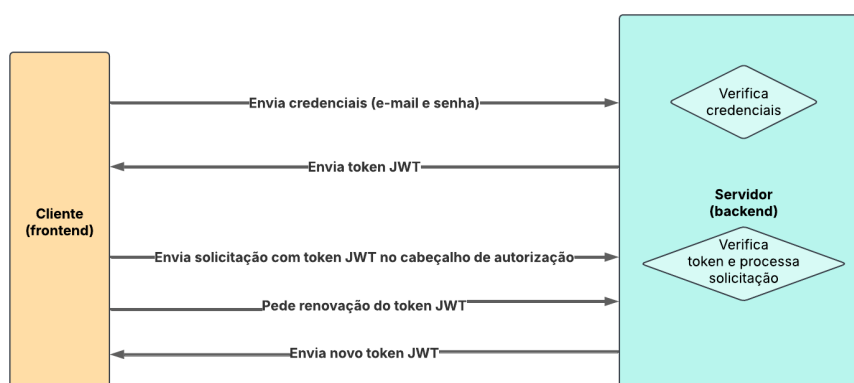 Envia credenciais (e-mail e senha)
Verifica
credenciais
Envia token JWT
Cliente
(frontend)
Servidor
(backend)
Envia solicitação com token JWT no cabeçalho de autorização
Verifica
token e processa
solicitação
Pede renovação do token JWT
Envia novo token JWT